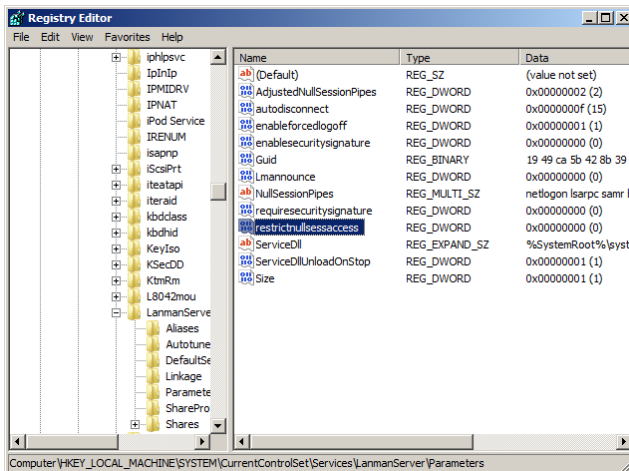 Registry Editor
File Edit View Favorites Help
iphlpsvc
IpInIp
IPMIDRV
IPNAT
iPod Service
IRENUM
isapnp
iScsiPrt
iteatapi
iteraid
kbdclass
kbdhid
KeyIso
KSecDD
KtmRm
L8042mou
LanmanServe
Aliases
Autotune
DefaultSe
Linkage
Paramete
SharePro
Shares
Name Type Data
(Default) REG_SZ (value not set)
AdjustedNullSessionPipes REG_DWORD 0x00000002 (2)
autodisconnect REG_DWORD 0x0000000f (15)
enableforcedlogoff REG_DWORD 0x00000001 (1)
enablesecuritysignature REG_DWORD 0x00000000 (0)
Guid REG_BINARY 19 49 ca 5b 42 8b 39
Lmannounce REG_DWORD 0x00000000 (0)
NullSessionPipes REG_MULTI_SZ netlogon lsarpc samr
requiresecuritysignature REG_DWORD 0x00000000 (0)
restrictnullsessaccess REG_DWORD 0x00000000 (0)
ServiceDll REG_EXPAND_SZ %SystemRoot%\syst
ServiceDllUnloadOnStop REG_DWORD 0x00000001 (1)
Size REG_DWORD 0x00000001 (1)
Computer\HKEY_LOCAL_MACHINE\SYSTEM\CurrentControlSet\Services\LanmanServer\Parameters